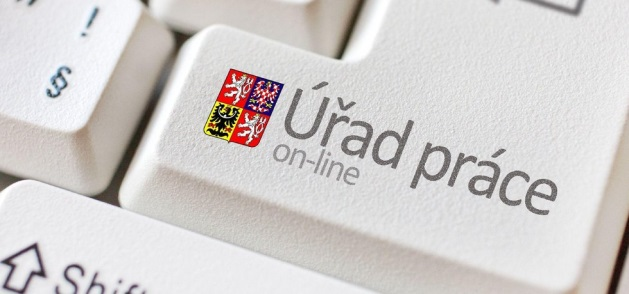 !
§
Úřad práce
on-line
Shift